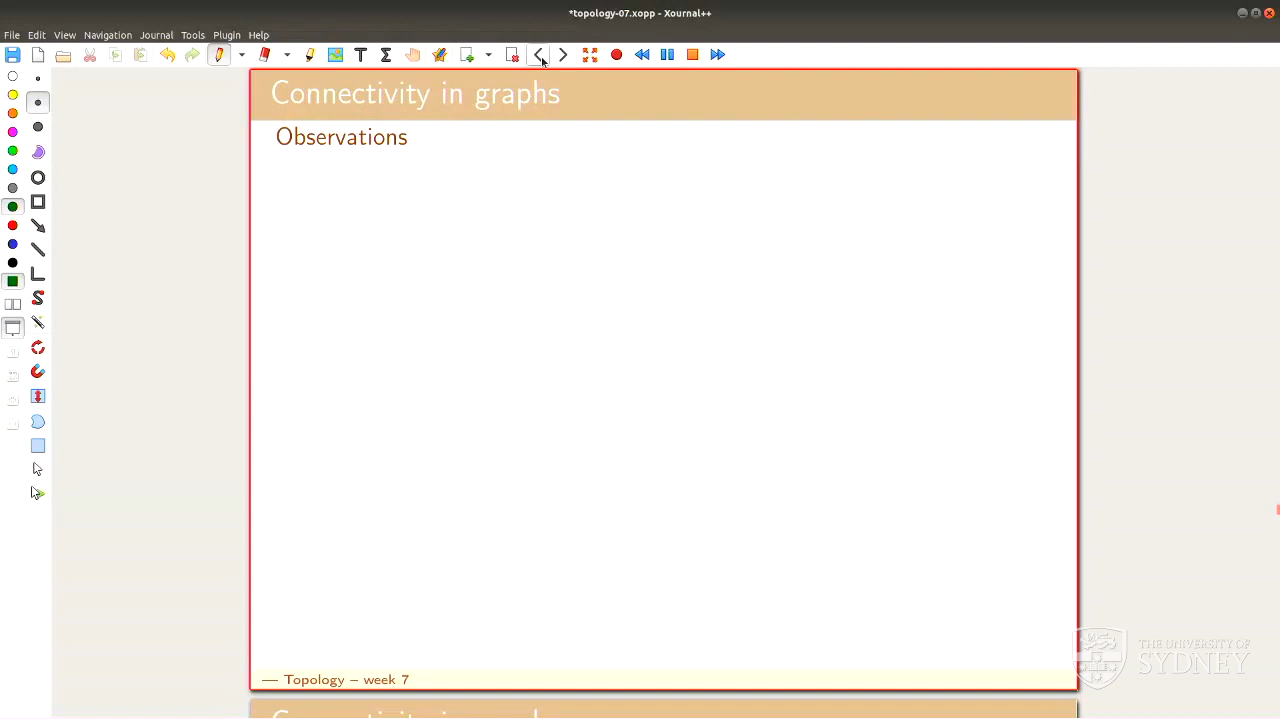 *topology-07.xopp - Xournal++
File Edit View Navigation Journal Tools Plugin Help
Connectivity in graphs
Observations
— Topology – week 7
THE UNIVERSITY OF
SYDNEY